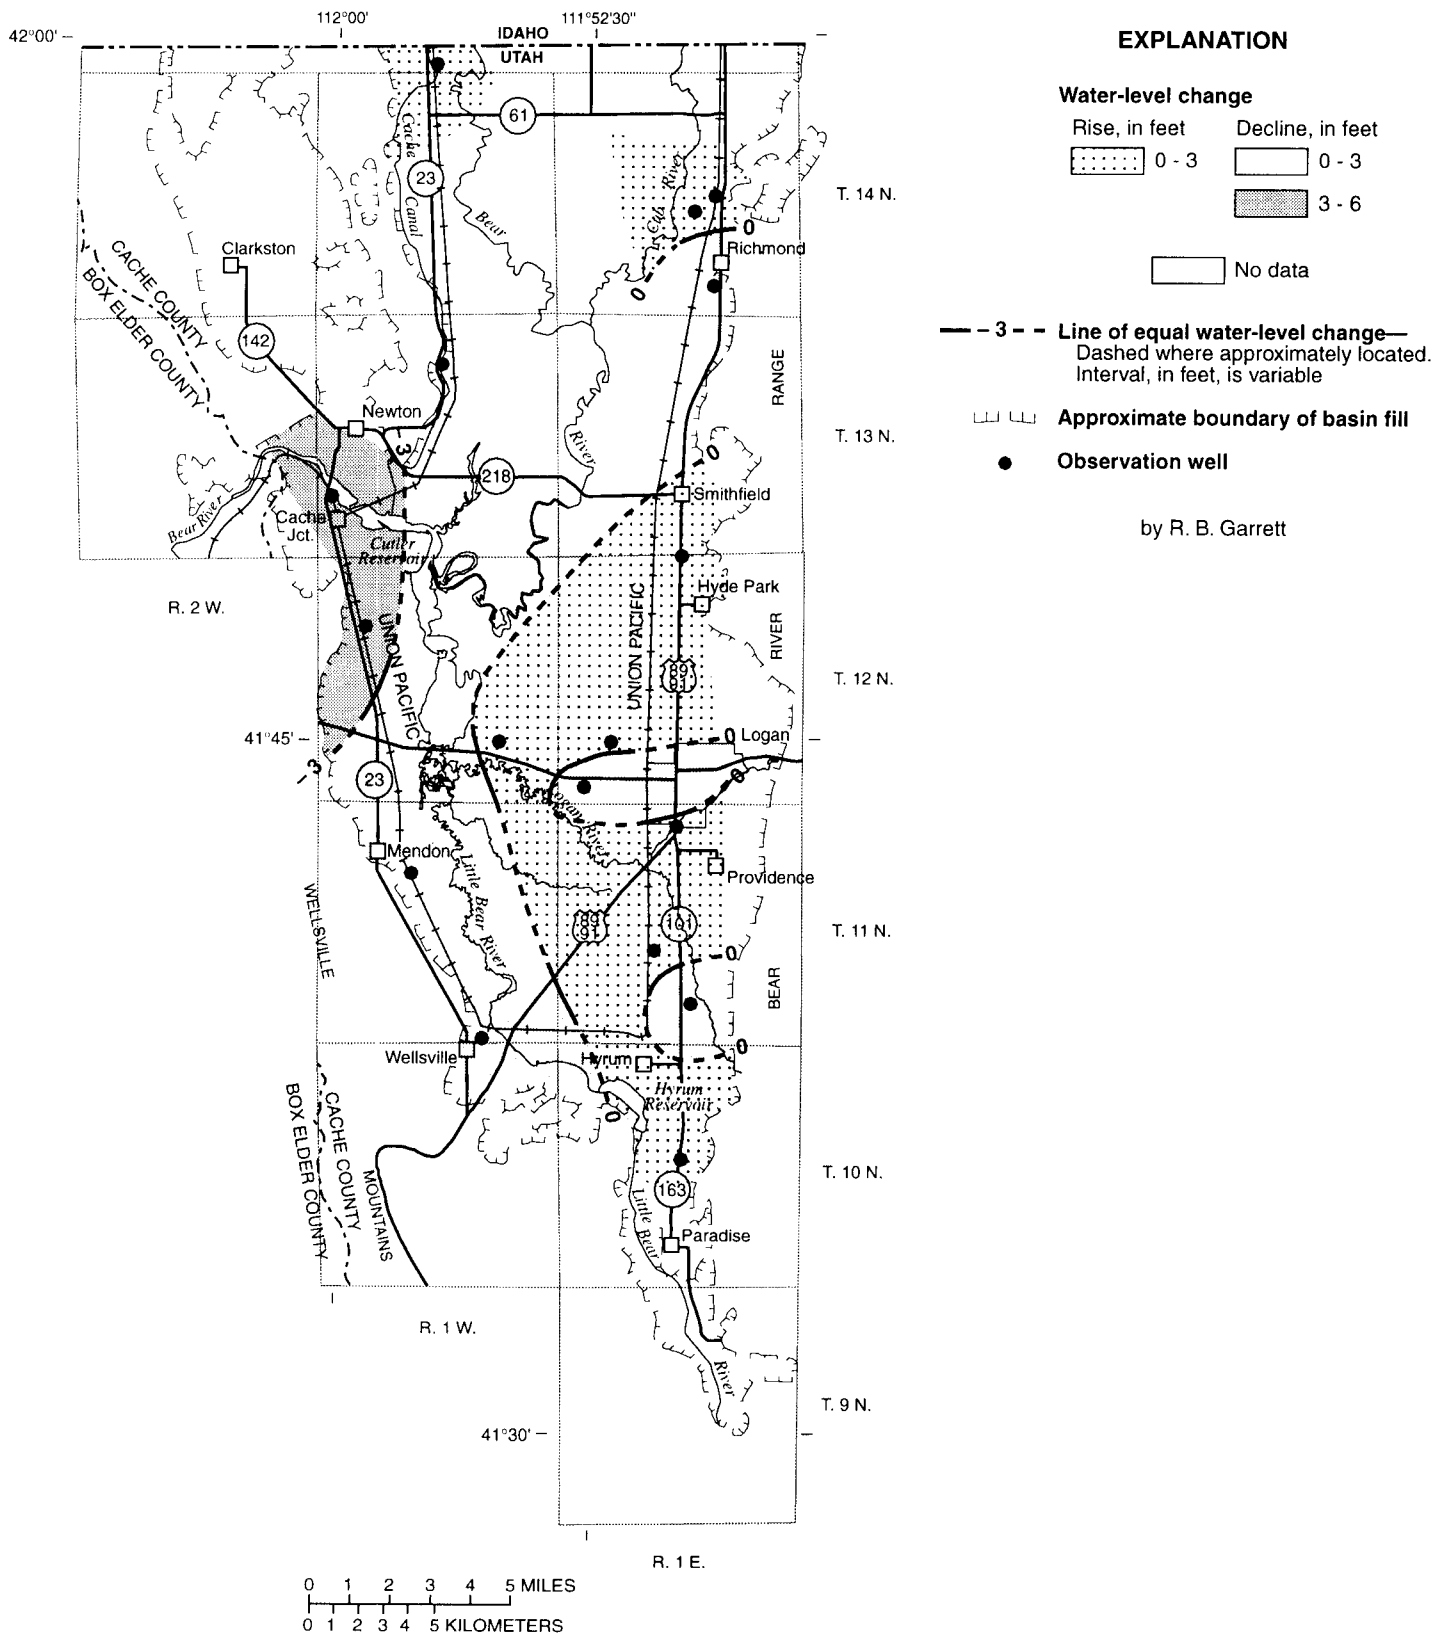 112°00'
111°52'30"
42°00'
IDAHO
UTAH
EXPLANATION
Water-level change
Rise, in feet
Decline, in feet
0 - 3
0 - 3
3 - 6
No data
- 3 -
Line of equal water-level change—
Dashed where approximately located.
Interval, in feet, is variable
Approximate boundary of basin fill
Observation well
by R. B. Garrett
61
Cache
Canal
23
Cub River
Bear
River
T. 14 N.
0
Richmond
0
Clarkston
CACHE COUNTY
BOX ELDER COUNTY
142
RANGE
Newton
3
T. 13 N.
0
218
Smithfield
Bear River
Cache
Jct.
Cutler
Reservoir
Hyde Park
R. 2 W.
UNION PACIFIC
UNION PACIFIC
RIVER
89
91
T. 12 N.
41°45'
0
Logan
0
- 3
23
Logan River
Mendon
Little Bear River
Providence
WELLSVILLE
89
91
101
T. 11 N.
0
BEAR
Wellsville
Hyrum
0
Hyrum
Reservoir
0
CACHE COUNTY
BOX ELDER COUNTY
MOUNTAINS
T. 10 N.
163
Little Bear
River
Paradise
R. 1 W.
T. 9 N.
41°30'
R. 1 E.
0 1 2 3 4 5 MILES
0 1 2 3 4 5 KILOMETERS